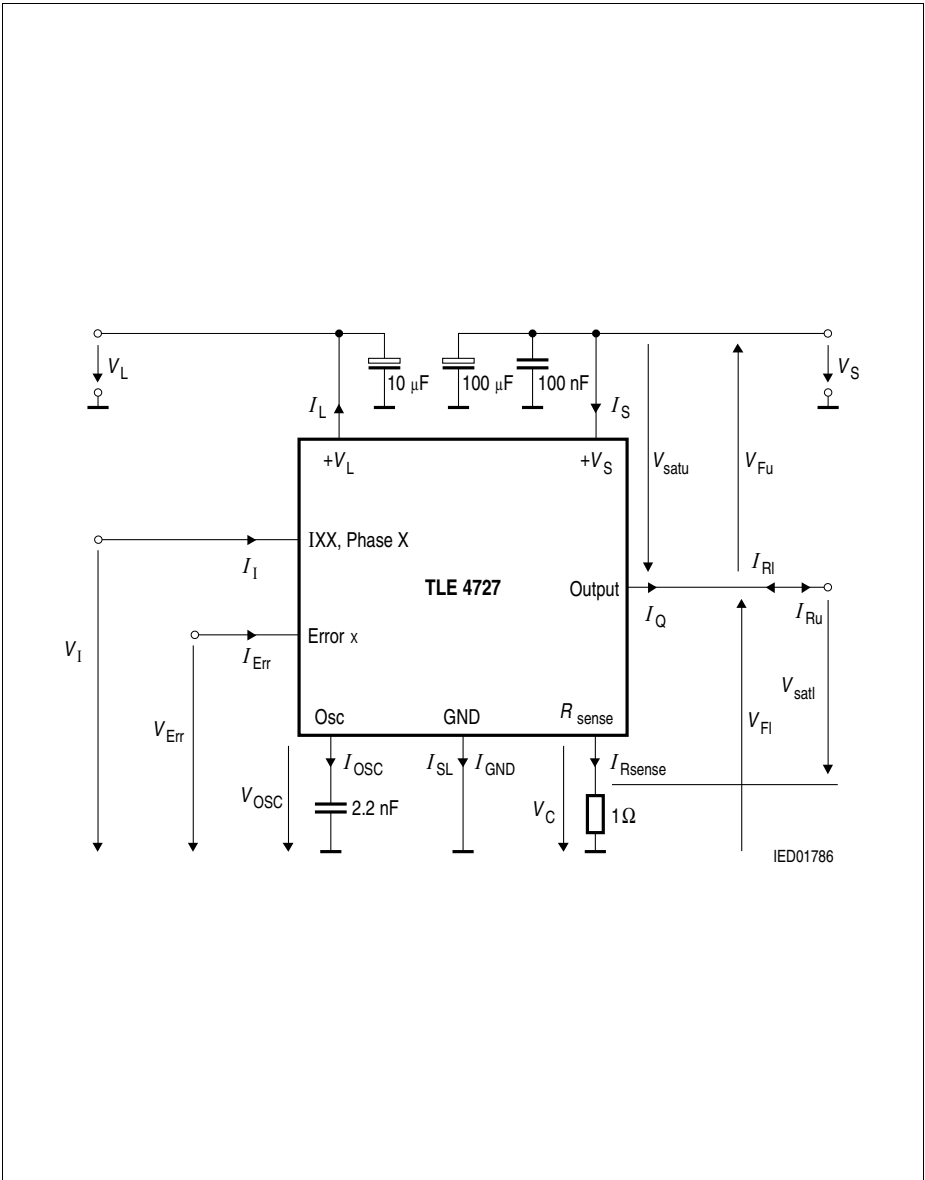 V_L
10 µF
100 µF
100 nF
V_S
I_L
I_S
+V_L
+V_S
V_satu
V_Fu
IXX, Phase X
I_I
TLE 4727
Output
I_Rl
I_Q
I_Ru
V_I
Error x
I_Err
V_satl
V_Err
Osc
GND
R_sense
V_Fl
V_OSC
I_OSC
I_SL
I_GND
I_Rsense
2.2 nF
V_C
1Ω
IED01786